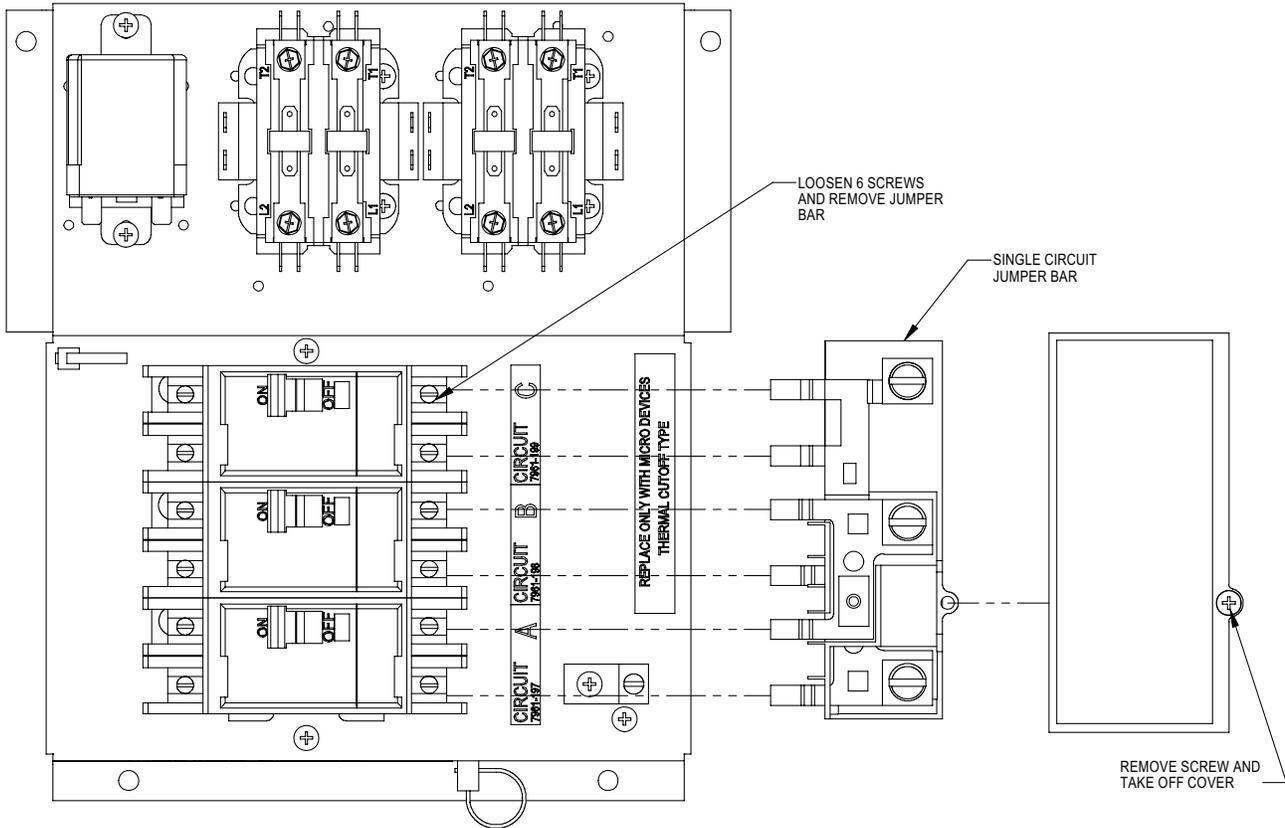 T2
T1
T2
T1
L2
L1
L2
L1
LOOSEN 6 SCREWS
AND REMOVE JUMPER
BAR
SINGLE CIRCUIT
JUMPER BAR
ON
OFF
ON
OFF
ON
OFF
CIRCUIT C
7961-199
CIRCUIT B
7961-198
CIRCUIT A
7961-197
REPLACE ONLY WITH MICRO DEVICES
THERMAL CUTOFF TYPE
REMOVE SCREW AND
TAKE OFF COVER